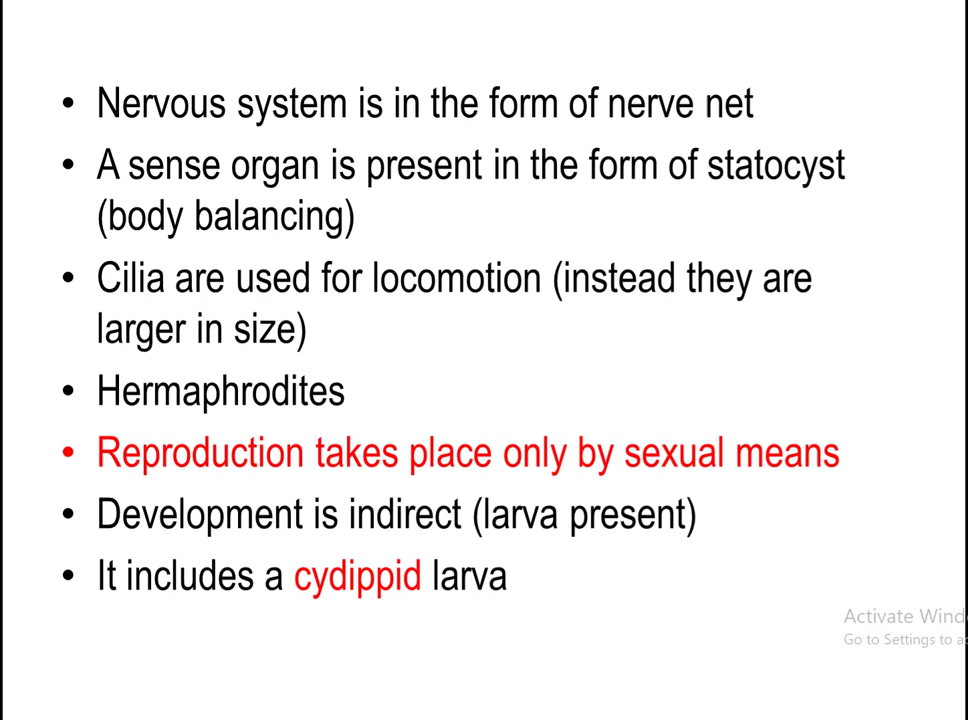 • Nervous system is in the form of nerve net
• A sense organ is present in the form of statocyst
(body balancing)
• Cilia are used for locomotion (instead they are
larger in size)
• Hermaphrodites
• Reproduction takes place only by sexual means
• Development is indirect (larva present)
• It includes a cydippid larva
Activate Wind
Go to Settings to a